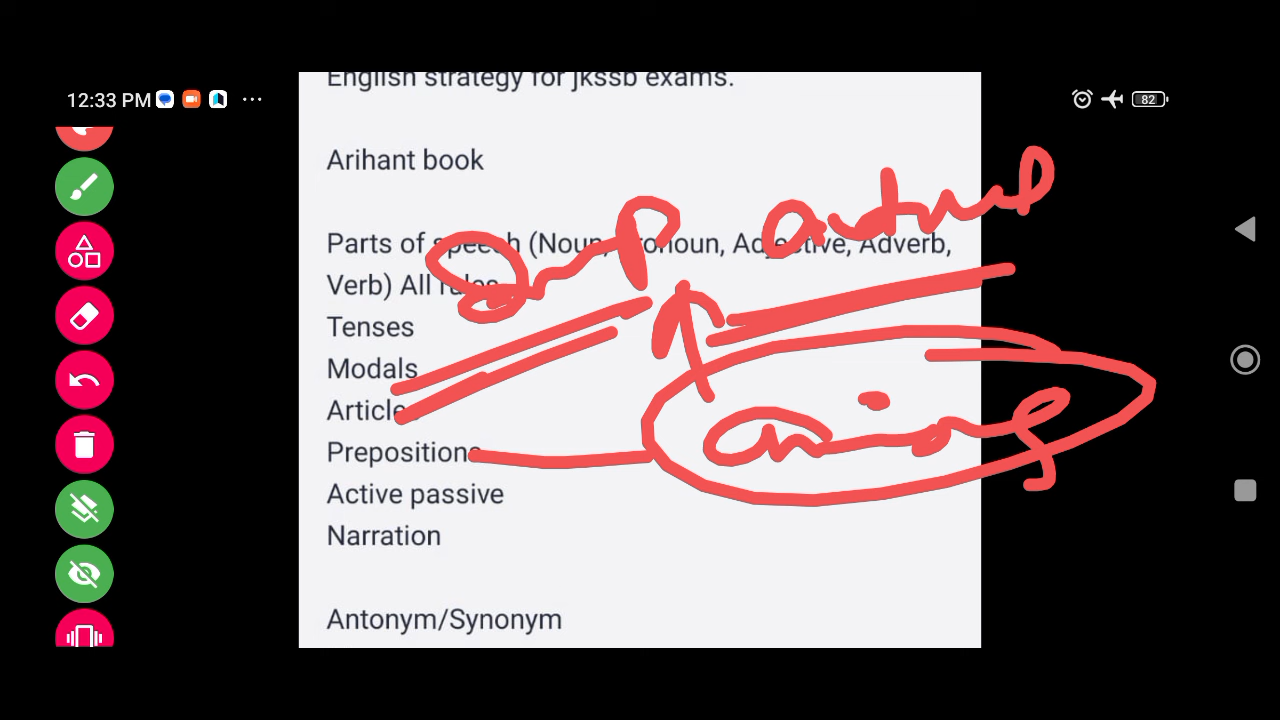 12:33 PM
82
English strategy for jkssb exams.
Arihant book
Parts of speech (Noun, Pronoun, Adjective, Adverb,
Verb) All rules
Tenses
Modals
Article
Prepositions
Active passive
Narration
Antonym/Synonym